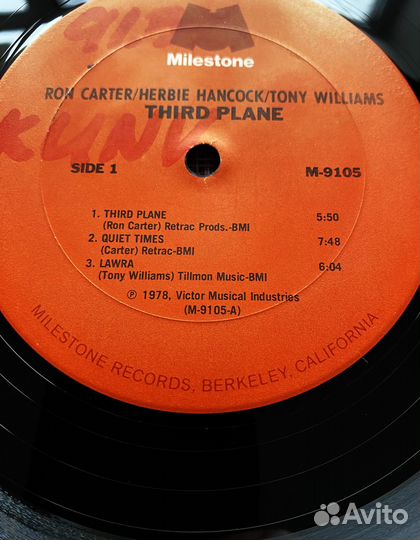 917
Milestone
RON CARTER/HERBIE HANCOCK/TONY WILLIAMS
THIRD PLANE
KUNV
SIDE 1
M-9105
1. THIRD PLANE 5:50
(Ron Carter) Retrac Prods.-BMI
2. QUIET TIMES 7:48
(Carter) Retrac-BMI
3. LAWRA 6:04
(Tony Williams) Tillmon Music-BMI
℗ 1978, Victor Musical Industries
(M-9105-A)
MILESTONE RECORDS, BERKELEY, CALIFORNIA
Avito